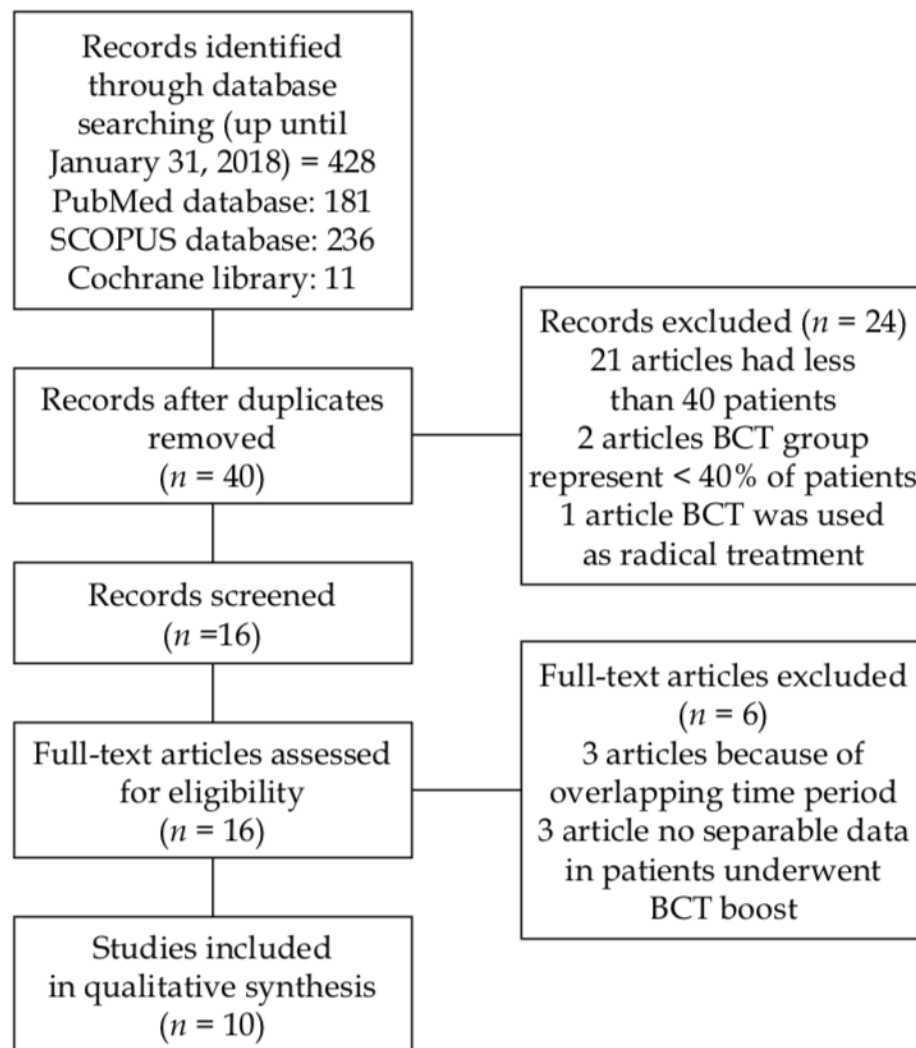 Records identified
through database
searching (up until
January 31, 2018) = 428
PubMed database: 181
SCOPUS database: 236
Cochrane library: 11
Records excluded (n = 24)
21 articles had less
than 40 patients
2 articles BCT group
represent < 40% of patients
1 article BCT was used
as radical treatment
Records after duplicates
removed
(n = 40)
Records screened
(n =16)
Full-text articles excluded
(n = 6)
3 articles because of
overlapping time period
3 article no separable data
in patients underwent
BCT boost
Full-text articles assessed
for eligibility
(n = 16)
Studies included
in qualitative synthesis
(n = 10)